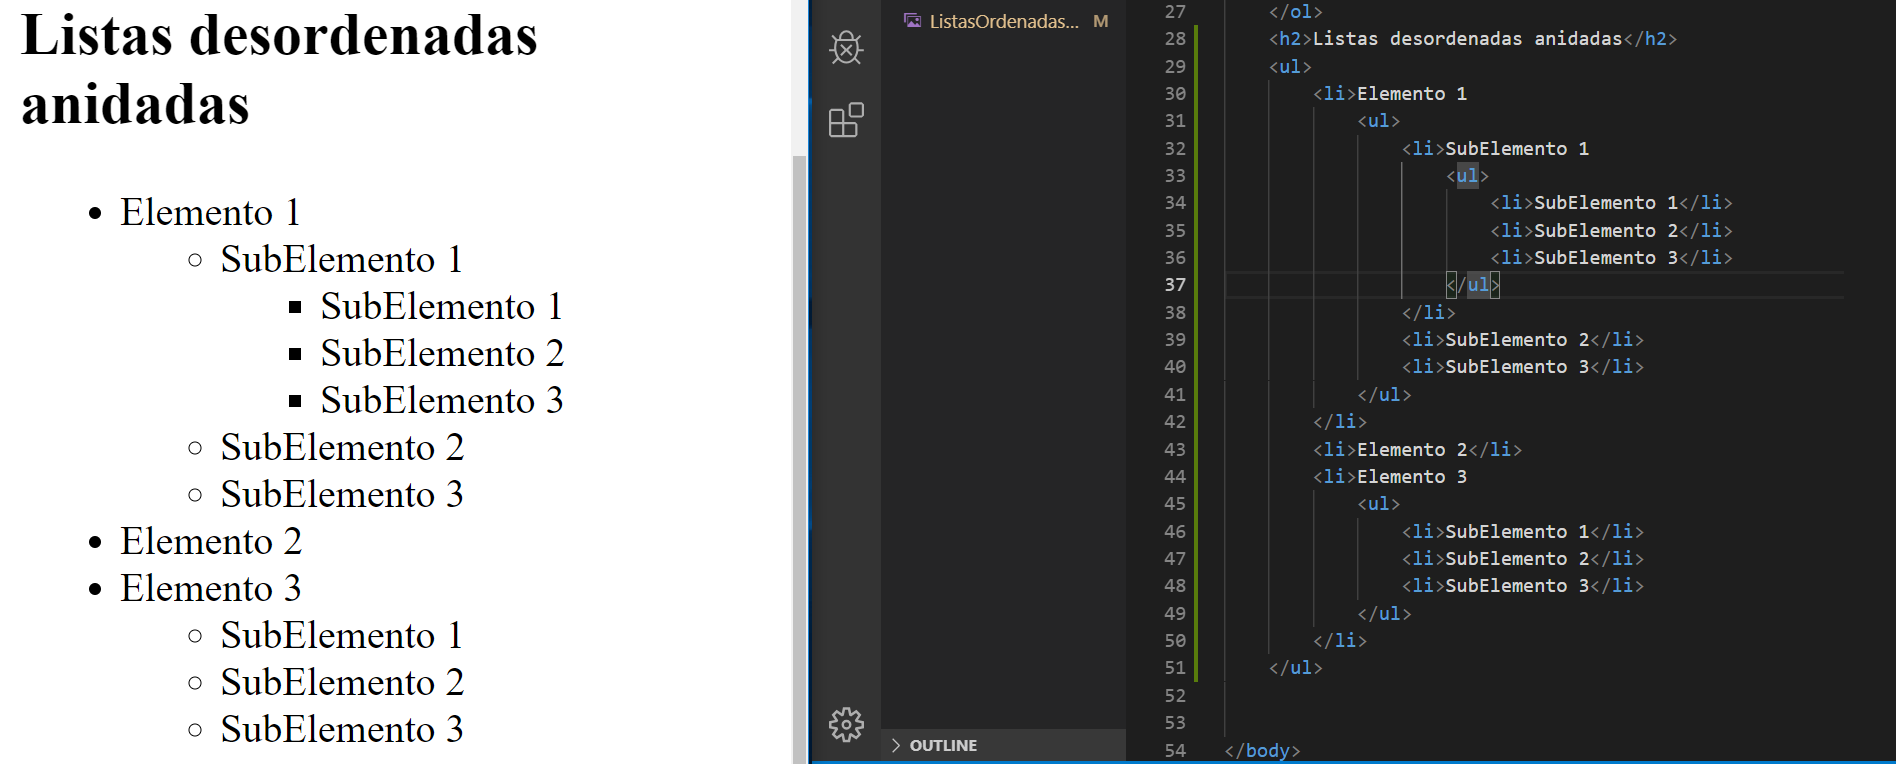 Listas desordenadas
anidadas
• Elemento 1
○ SubElemento 1
▪ SubElemento 1
▪ SubElemento 2
▪ SubElemento 3
○ SubElemento 2
○ SubElemento 3
• Elemento 2
• Elemento 3
○ SubElemento 1
○ SubElemento 2
○ SubElemento 3
ListasOrdenadas... M
> OUTLINE
27 </ol>
28 <h2>Listas desordenadas anidadas</h2>
29 <ul>
30 <li>Elemento 1
31 <ul>
32 <li>SubElemento 1
33 <ul>
34 <li>SubElemento 1</li>
35 <li>SubElemento 2</li>
36 <li>SubElemento 3</li>
37 </ul>
38 </li>
39 <li>SubElemento 2</li>
40 <li>SubElemento 3</li>
41 </ul>
42 </li>
43 <li>Elemento 2</li>
44 <li>Elemento 3
45 <ul>
46 <li>SubElemento 1</li>
47 <li>SubElemento 2</li>
48 <li>SubElemento 3</li>
49 </ul>
50 </li>
51 </ul>
52
53
54 </body>